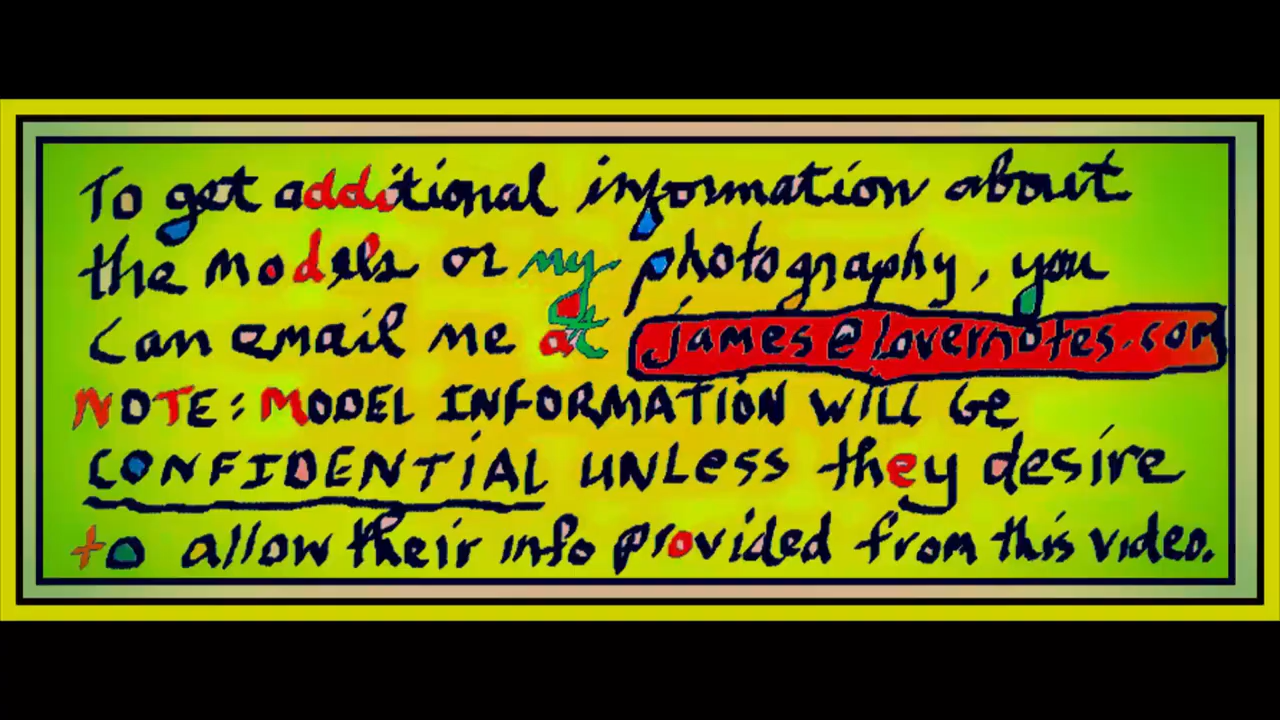 To get additional information about
the models or my photography, you
can email me at james@lovernotes.com
NOTE: MODEL INFORMATION WILL be
CONFIDENTIAL UNLess they desire
to allow their info provided from this video.